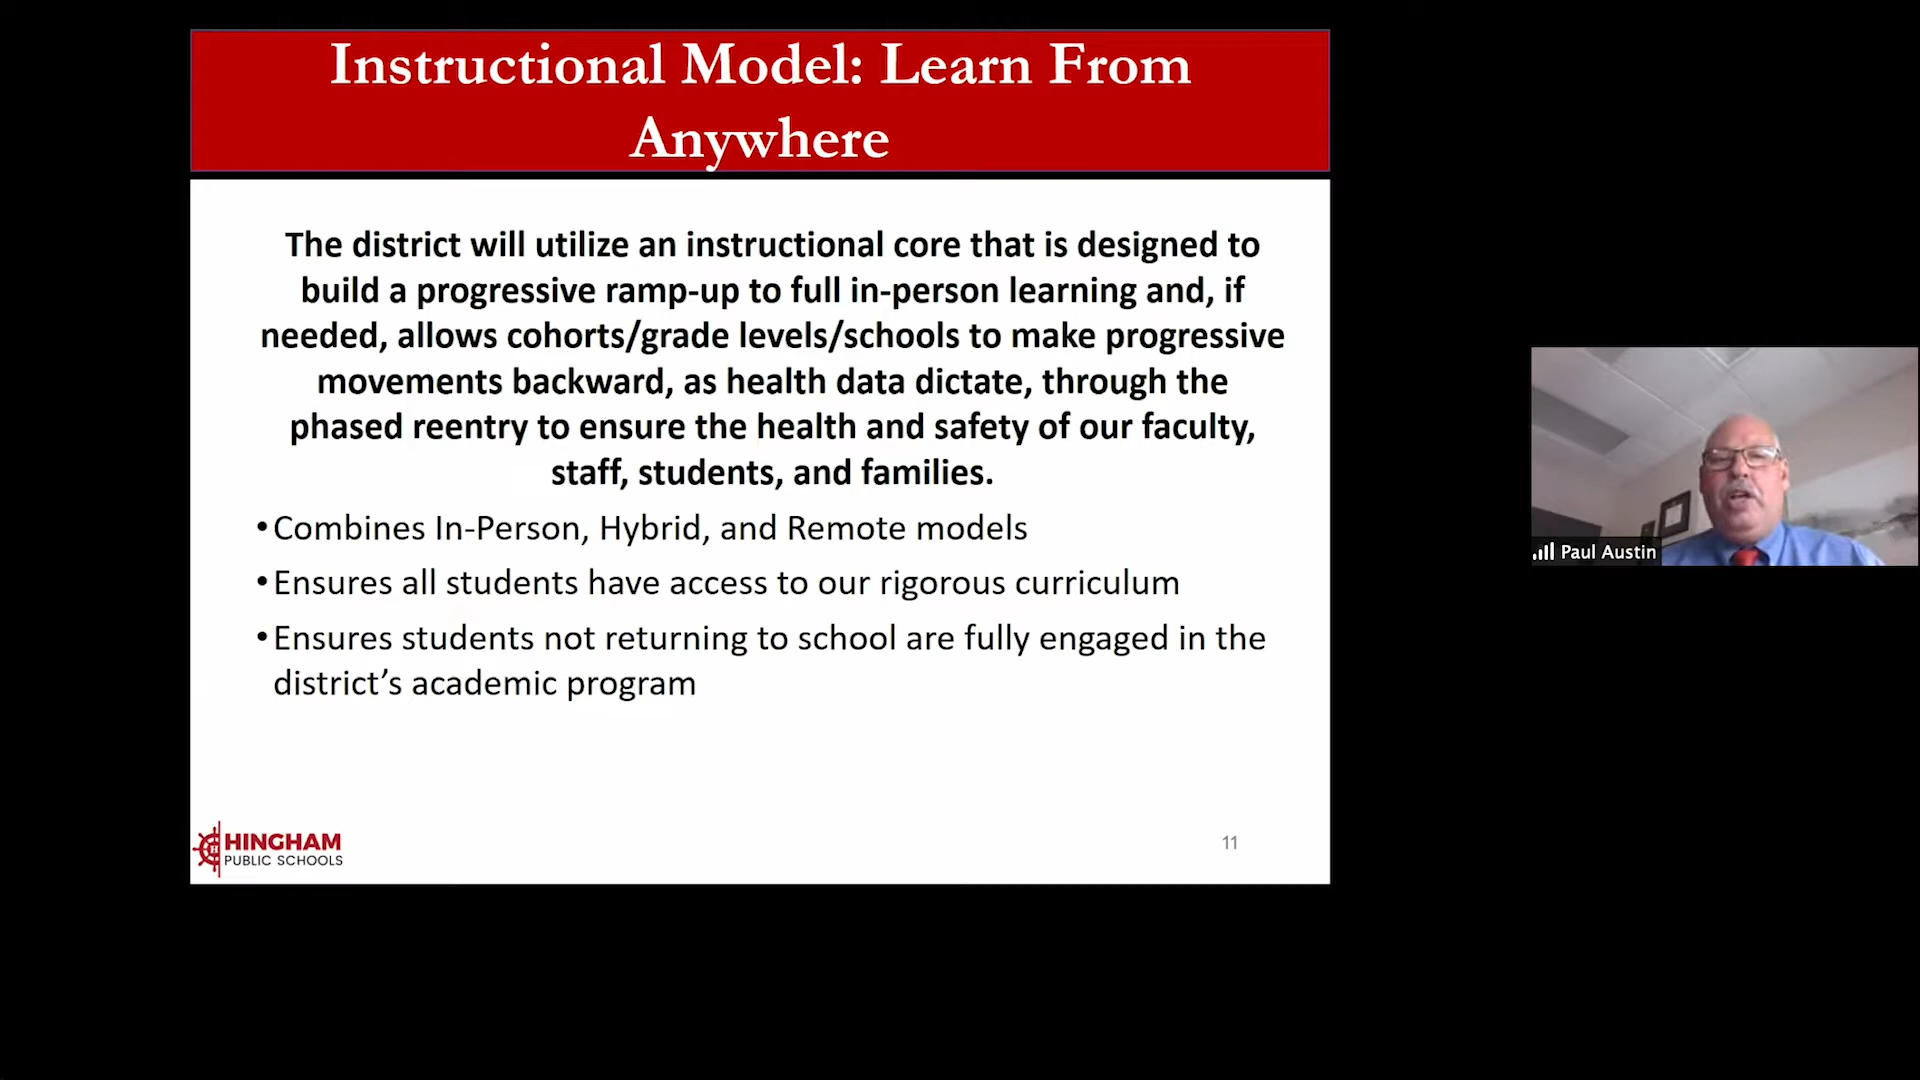 Instructional Model: Learn From
Anywhere
The district will utilize an instructional core that is designed to
build a progressive ramp-up to full in-person learning and, if
needed, allows cohorts/grade levels/schools to make progressive
movements backward, as health data dictate, through the
phased reentry to ensure the health and safety of our faculty,
staff, students, and families.
•Combines In-Person, Hybrid, and Remote models
•Ensures all students have access to our rigorous curriculum
•Ensures students not returning to school are fully engaged in the
district’s academic program
Paul Austin
HINGHAM
PUBLIC SCHOOLS
11